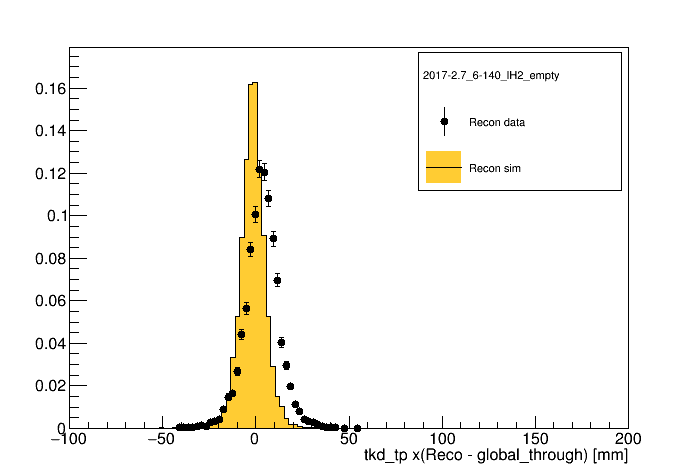 2017-2.7_6-140_lH2_empty
Recon data
Recon sim
0.16
0.14
0.12
0.1
0.08
0.06
0.04
0.02
0
−100 −50 0 50 100 150 200
tkd_tp x(Reco - global_through) [mm]